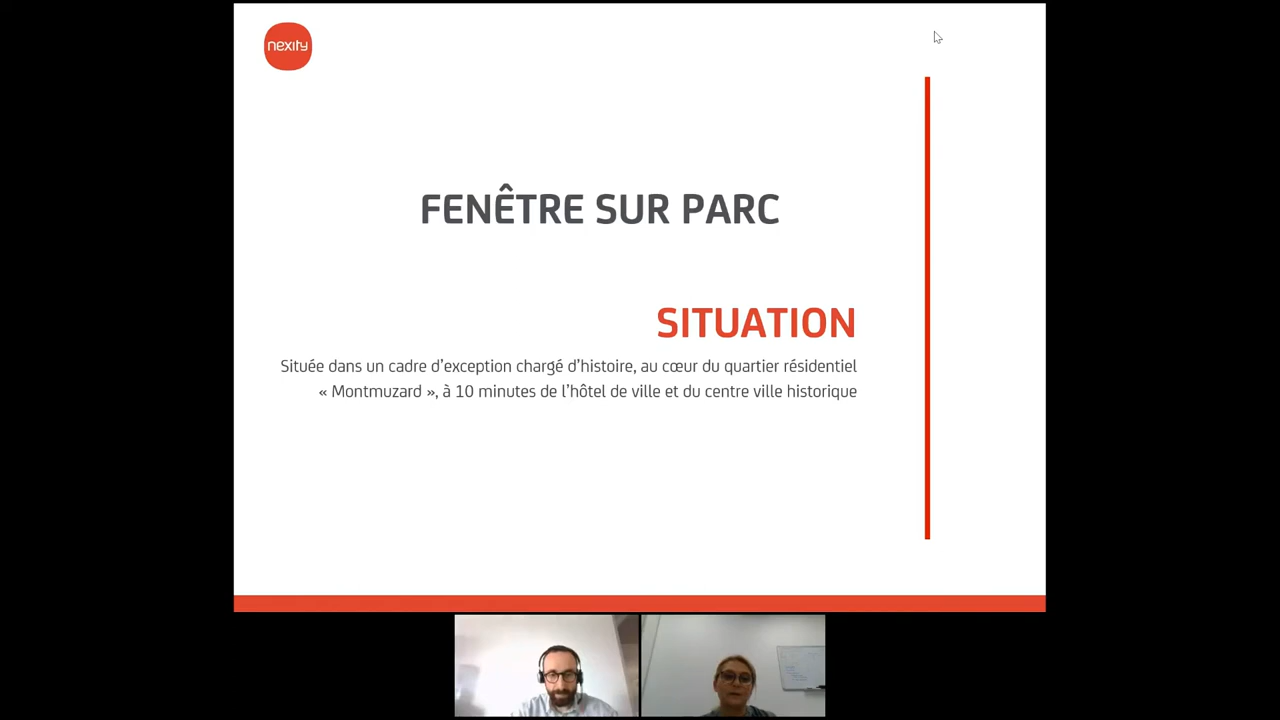 nexity
FENÊTRE SUR PARC
SITUATION
Située dans un cadre d’exception chargé d’histoire, au cœur du quartier résidentiel
« Montmuzard », à 10 minutes de l’hôtel de ville et du centre ville historique